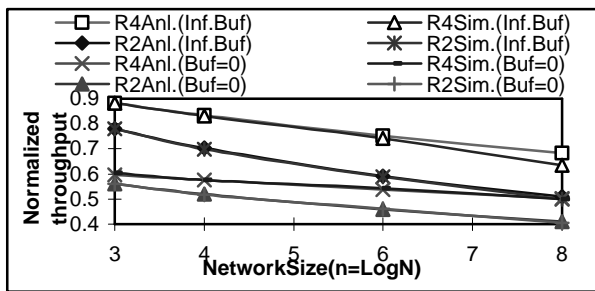 R4Anl.(Inf.Buf) R4Sim.(Inf.Buf)
R2Anl.(Inf.Buf) R2Sim.(Inf.Buf)
R4Anl.(Buf=0) R4Sim.(Buf=0)
R2Anl.(Buf=0) R2Sim.(Buf=0)
Normalized
throughput
0.9
0.8
0.7
0.6
0.5
0.4
3 4 5 6 7 8
NetworkSize(n=LogN)